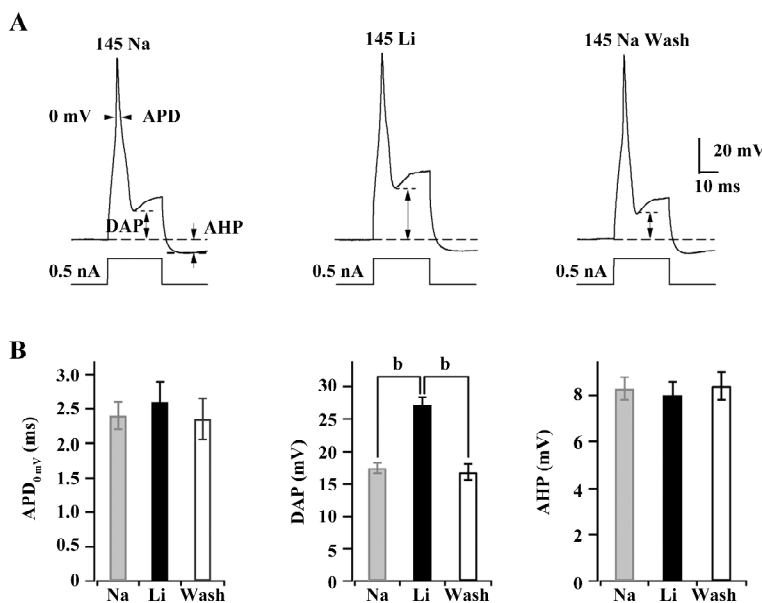 A
145 Na
145 Li
145 Na Wash
0 mV
APD
20 mV
10 ms
DAP
AHP
0.5 nA
0.5 nA
0.5 nA
B
APD0 mV (ms)
3.0
2.5
2.0
1.5
1.0
0.5
0
Na
Li
Wash
DAP (mV)
b
b
30
25
20
15
10
5
0
Na
Li
Wash
AHP (mV)
8
6
4
2
0
Na
Li
Wash